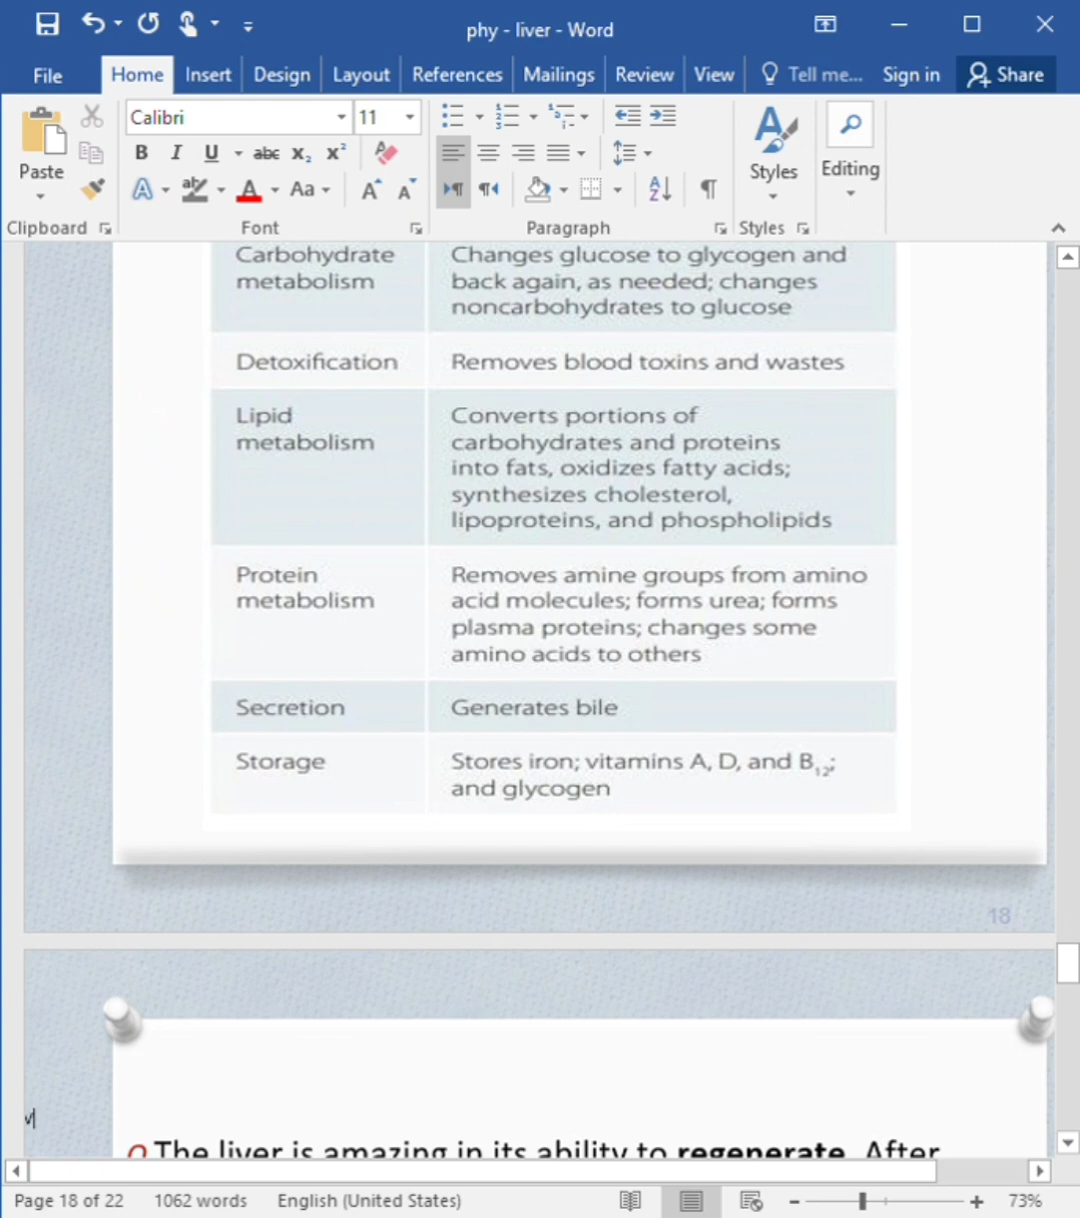 phy - liver - Word
File Home Insert Design Layout References Mailings Review View Tell me... Sign in Share
Calibri 11
Paste
B I U abc x₂ x²
A A Aa A A
Styles
Editing
Clipboard Font Paragraph Styles
Carbohydrate metabolism
Changes glucose to glycogen and
back again, as needed; changes
noncarbohydrates to glucose
Detoxification
Removes blood toxins and wastes
Lipid
metabolism
Converts portions of
carbohydrates and proteins
into fats, oxidizes fatty acids;
synthesizes cholesterol,
lipoproteins, and phospholipids
Protein
metabolism
Removes amine groups from amino
acid molecules; forms urea; forms
plasma proteins; changes some
amino acids to others
Secretion
Generates bile
Storage
Stores iron; vitamins A, D, and B₁₂;
and glycogen
18
The liver is amazing in its ability to regenerate. After
Page 18 of 22 1062 words English (United States) 73%